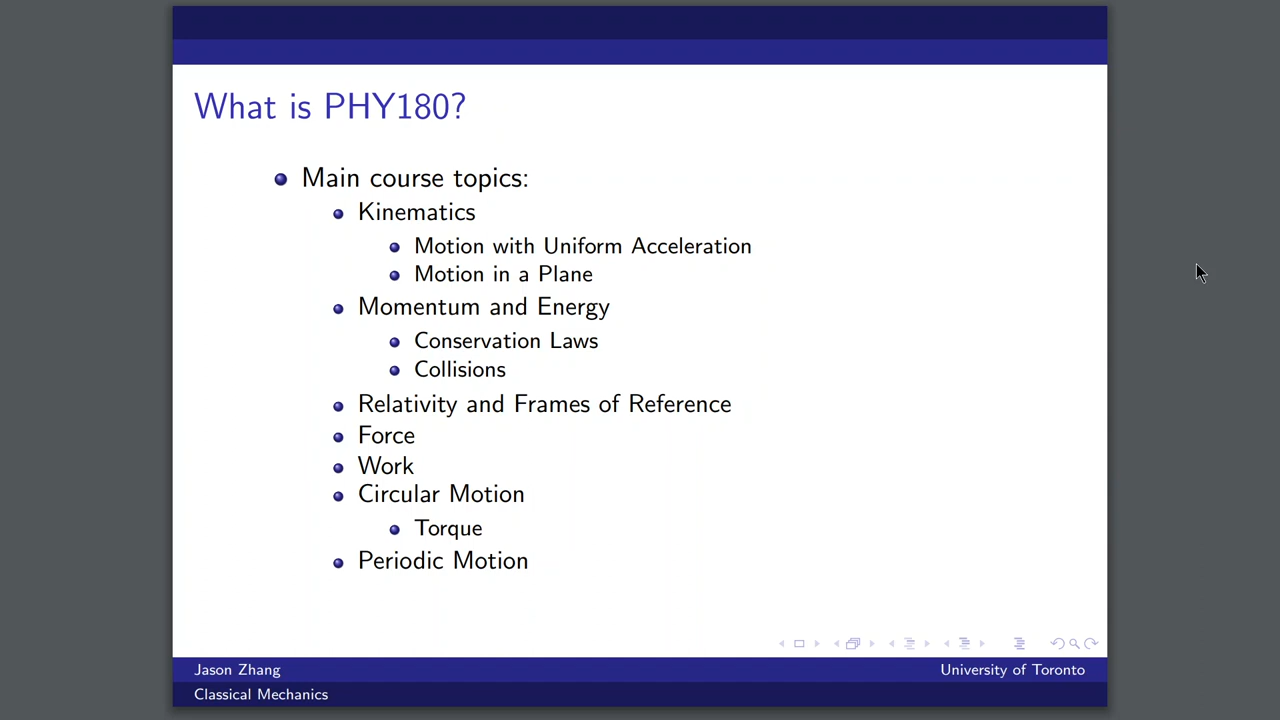 What is PHY180?
Main course topics:
Kinematics
Motion with Uniform Acceleration
Motion in a Plane
Momentum and Energy
Conservation Laws
Collisions
Relativity and Frames of Reference
Force
Work
Circular Motion
Torque
Periodic Motion
Jason Zhang
University of Toronto
Classical Mechanics